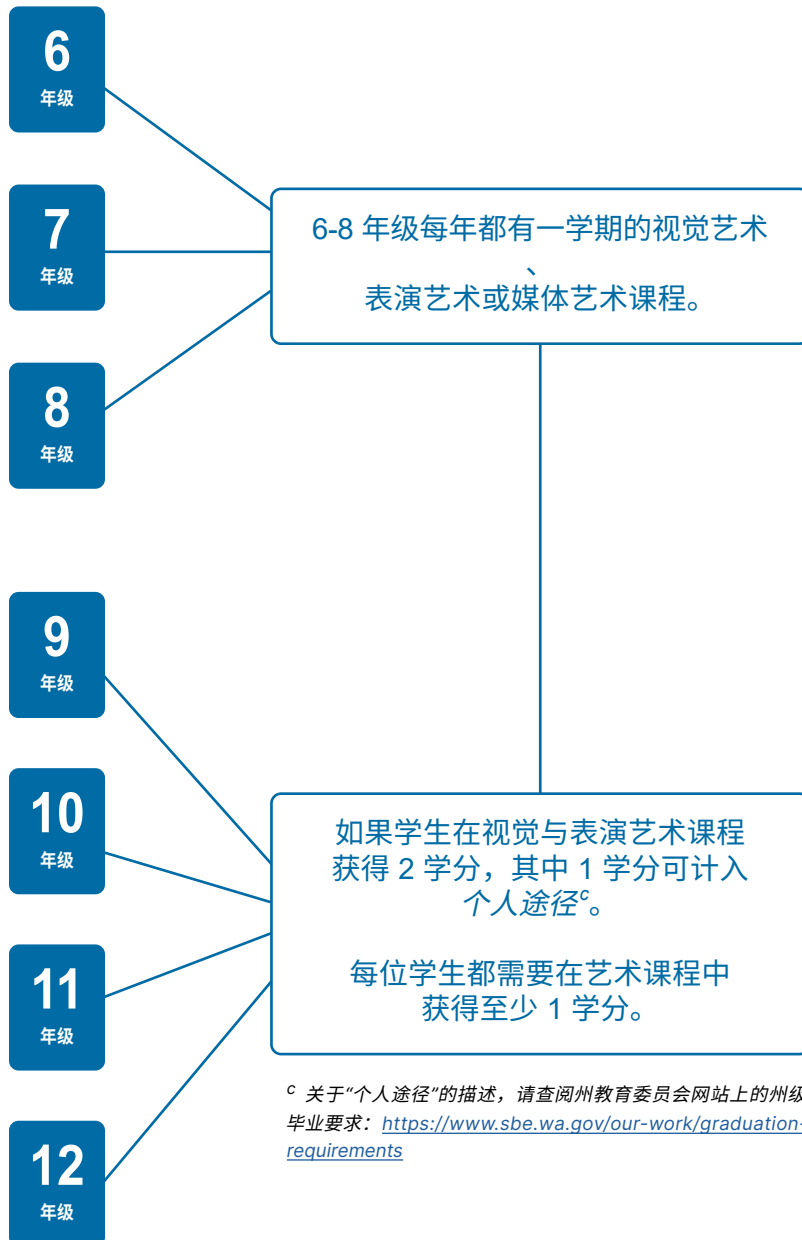 6
年级
7
年级
8
年级
6-8 年级每年都有一学期的视觉艺术
、
表演艺术或媒体艺术课程。
9
年级
10
年级
11
年级
12
年级
如果学生在视觉与表演艺术课程
获得 2 学分，其中 1 学分可计入
个人途径c。
每位学生都需要在艺术课程中
获得至少 1 学分。
c 关于“个人途径”的描述，请查阅州教育委员会网站上的州级
毕业要求：https://www.sbe.wa.gov/our-work/graduation-
requirements